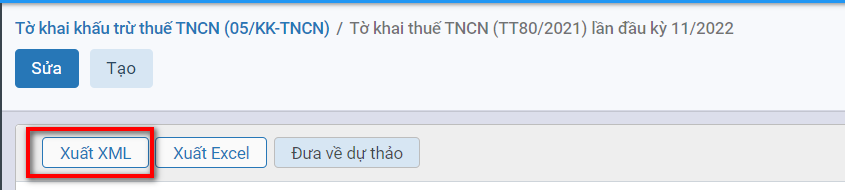 Tờ khai khấu trừ thuế TNCN (05/KK-TNCN) / Tờ khai thuế TNCN (TT80/2021) lần đầu kỳ 11/2022
Sửa Tạo
Xuất XML Xuất Excel Đưa về dự thảo